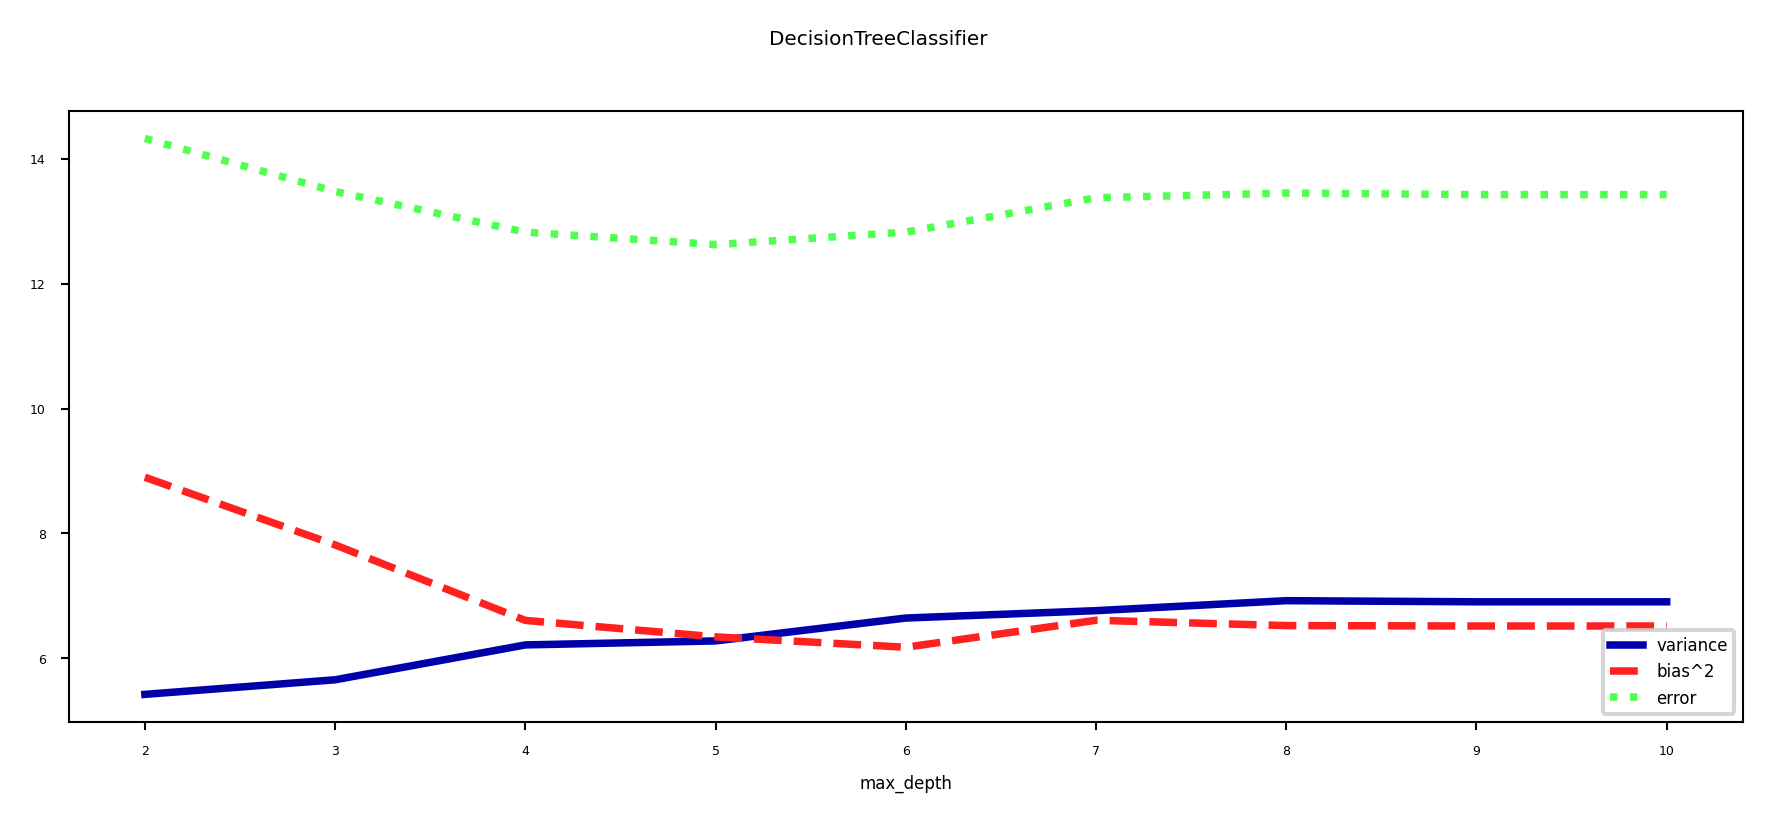 DecisionTreeClassifier
14
12
10
8
6
variance
bias^2
error
2 3 4 5 6 7 8 9 10
max_depth